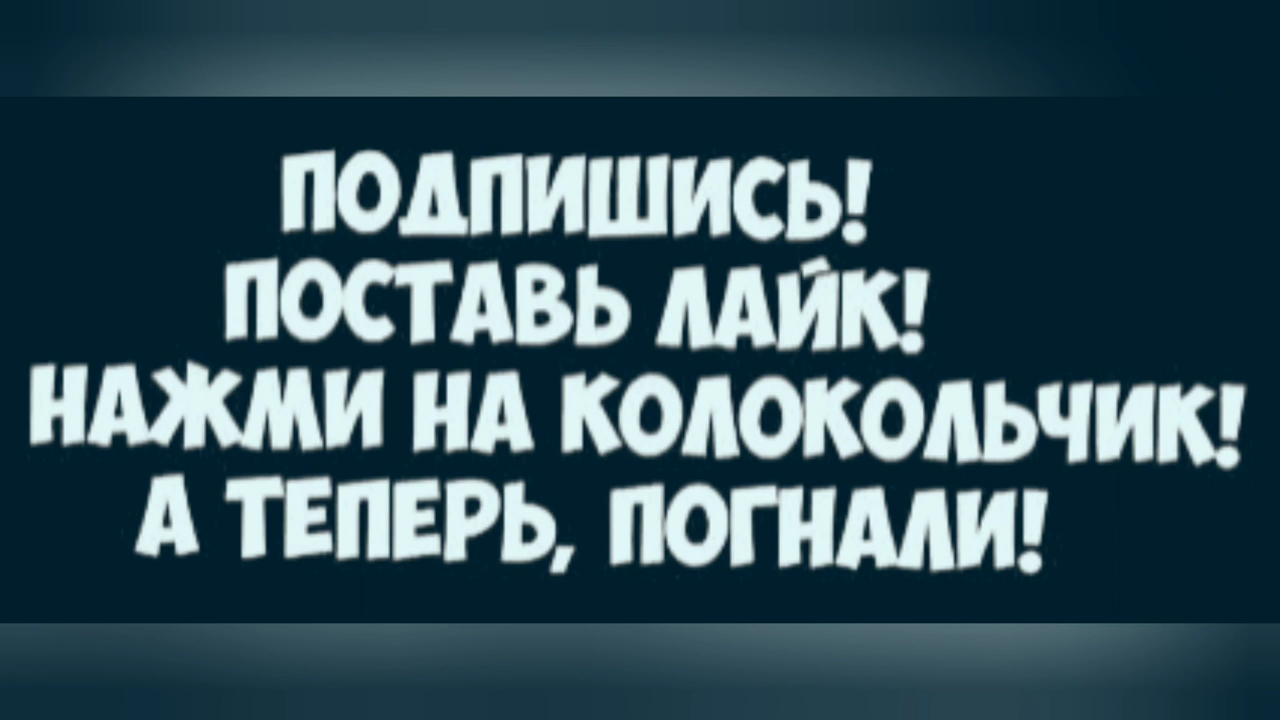 ПОДПИШИСЬ!
ПОСТАВЬ ЛАЙК!
НАЖМИ НА КОЛОКОЛЬЧИК!
А ТЕПЕРЬ, ПОГНАЛИ!